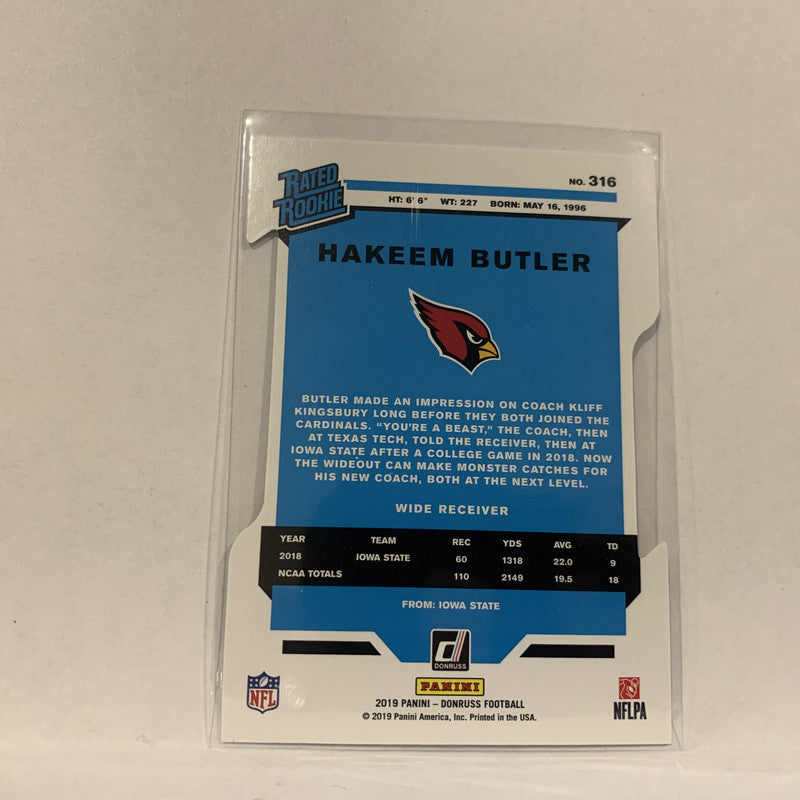 RATED
ROOKIE
NO. 316
HT: 6' 6" WT: 227 BORN: MAY 16, 1996
HAKEEM BUTLER
BUTLER MADE AN IMPRESSION ON COACH KLIFF
KINGSBURY LONG BEFORE THEY BOTH JOINED THE
CARDINALS. "YOU'RE A BEAST," THE COACH, THEN
AT TEXAS TECH, TOLD THE RECEIVER, THEN AT
IOWA STATE AFTER A COLLEGE GAME IN 2018. NOW
THE WIDEOUT CAN MAKE MONSTER CATCHES FOR
HIS NEW COACH, BOTH AT THE NEXT LEVEL.
WIDE RECEIVER
YEAR TEAM REC YDS AVG TD
2018 IOWA STATE 60 1318 22.0 9
NCAA TOTALS 110 2149 19.5 18
FROM: IOWA STATE
d
DONRUSS
PANINI
NFL
NFLPA
2019 PANINI – DONRUSS FOOTBALL
© 2019 Panini America, Inc. Printed in the USA.